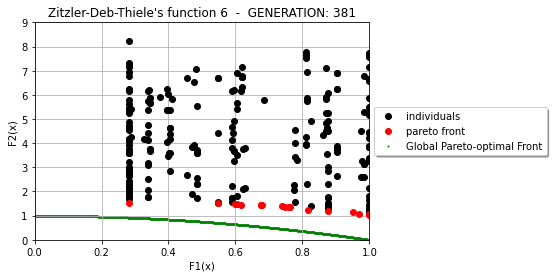 Zitzler-Deb-Thiele's function 6 - GENERATION: 381
F2(x)
9
8
7
6
5
4
3
2
1
0
0.0 0.2 0.4 0.6 0.8 1.0
F1(x)
individuals
pareto front
Global Pareto-optimal Front